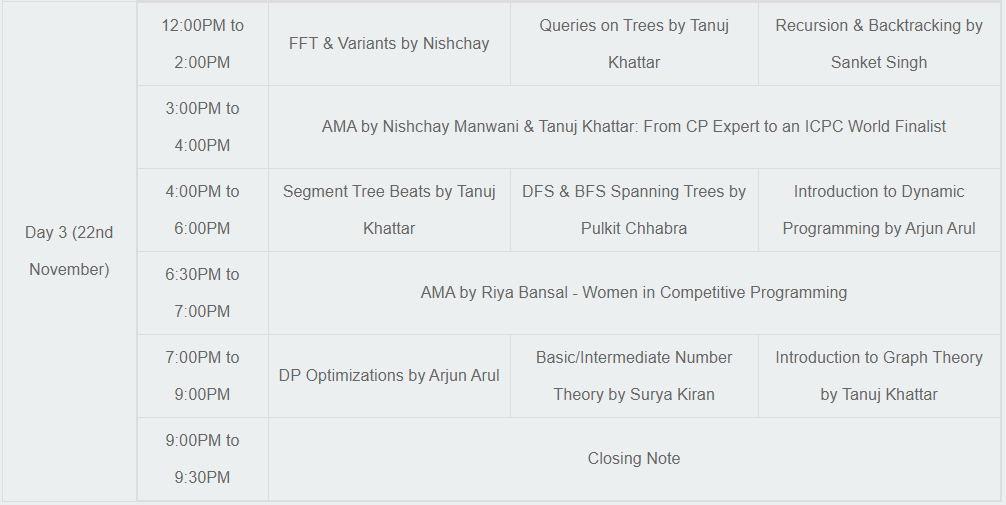 Day 3 (22nd
November)
12:00PM to
2:00PM
FFT & Variants by Nishchay
Queries on Trees by Tanuj
Khattar
Recursion & Backtracking by
Sanket Singh
3:00PM to
4:00PM
AMA by Nishchay Manwani & Tanuj Khattar: From CP Expert to an ICPC World Finalist
4:00PM to
6:00PM
Segment Tree Beats by Tanuj
Khattar
DFS & BFS Spanning Trees by
Pulkit Chhabra
Introduction to Dynamic
Programming by Arjun Arul
6:30PM to
7:00PM
AMA by Riya Bansal - Women in Competitive Programming
7:00PM to
9:00PM
DP Optimizations by Arjun Arul
Basic/Intermediate Number
Theory by Surya Kiran
Introduction to Graph Theory
by Tanuj Khattar
9:00PM to
9:30PM
Closing Note